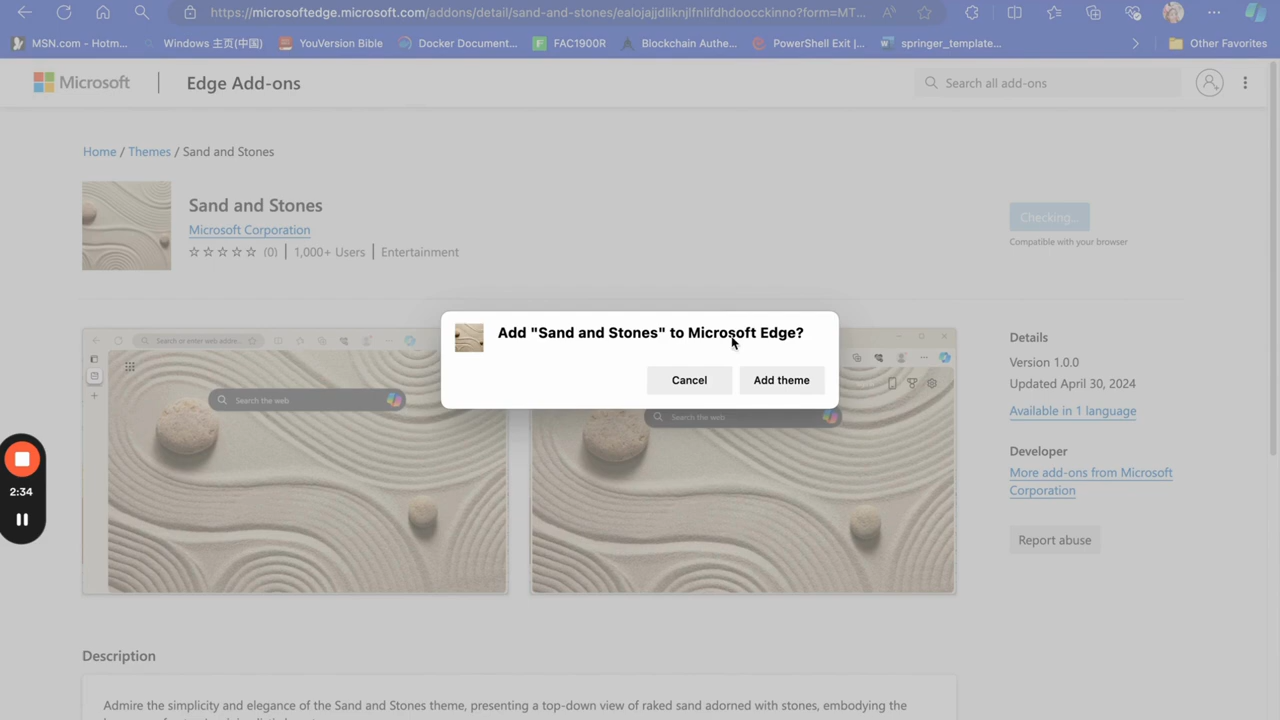 https://microsoftedge.microsoft.com/addons/detail/sand-and-stones/ealojajjdliknjlfnlifdhdoocckinno?form=MT...
MSN.com - Hotm...
Windows 主页(中国)
YouVersion Bible
Docker Document...
FAC1900R
Blockchain Authe...
PowerShell Exit |...
springer_template...
Other Favorites
Microsoft
Edge Add-ons
Search all add-ons
Home / Themes / Sand and Stones
Sand and Stones
Microsoft Corporation
(0) | 1,000+ Users | Entertainment
Checking...
Compatible with your browser
Add "Sand and Stones" to Microsoft Edge?
Cancel
Add theme
Search or enter web addre...
Search the web
Search the web
Details
Version 1.0.0
Updated April 30, 2024
Available in 1 language
Developer
More add-ons from Microsoft
Corporation
Report abuse
2:34
Description
Admire the simplicity and elegance of the Sand and Stones theme, presenting a top-down view of raked sand adorned with stones, embodying the